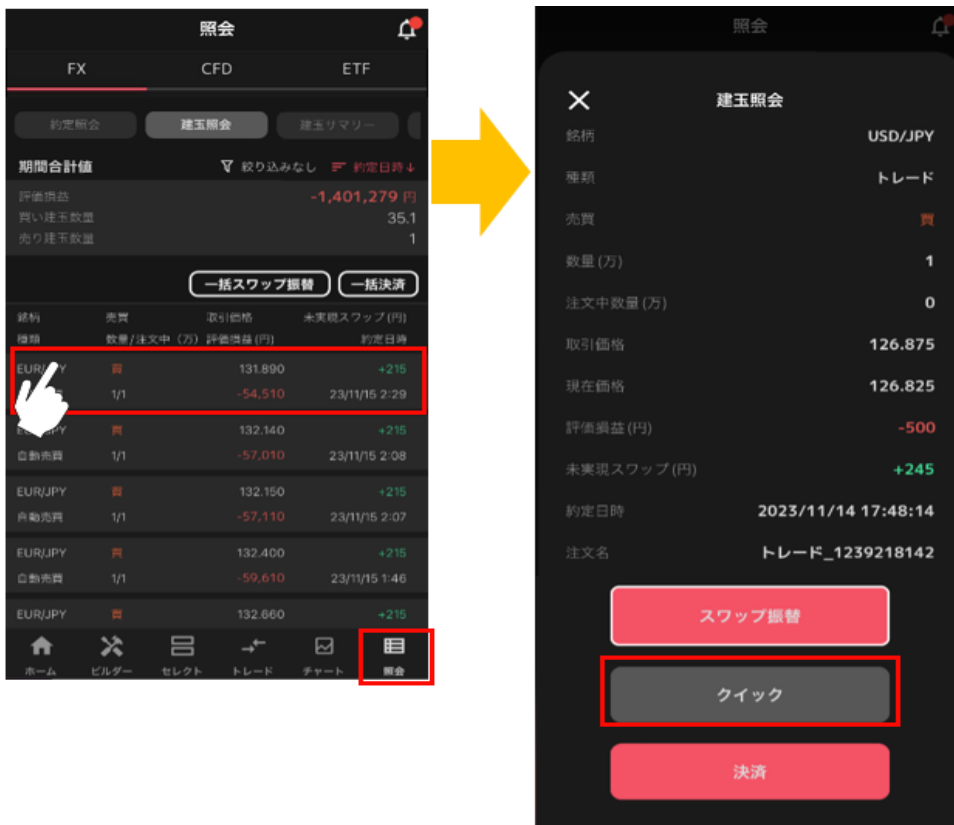 照会
FX CFD ETF
約定照会 建玉照会 建玉サマリー
期間合計値 絞り込みなし 約定日時↓
評価損益 -1,401,279 円
買い建玉数量 35.1
売り建玉数量 1
一括スワップ振替 一括決済
銘柄 売買 取引価格 未実現スワップ(円)
種類 数量/注文中 (万) 評価損益(円) 約定日時
EUR/JPY 買 131.890 +215
1/1 -54,510 23/11/15 2:29
EUR/JPY 買 132.140 +215
自動売買 1/1 -57,010 23/11/15 2:08
EUR/JPY 買 132.150 +215
自動売買 1/1 -57,110 23/11/15 2:07
EUR/JPY 買 132.400 +215
自動売買 1/1 -59,610 23/11/15 1:46
EUR/JPY 買 132.660 +215
ホーム ビルダー セレクト トレード チャート 照会
照会
建玉照会
銘柄 USD/JPY
種類 トレード
売買 買
数量(万) 1
注文中数量(万) 0
取引価格 126.875
現在価格 126.825
評価損益(円) -500
未実現スワップ(円) +245
約定日時 2023/11/14 17:48:14
注文名 トレード_1239218142
スワップ振替
クイック
決済